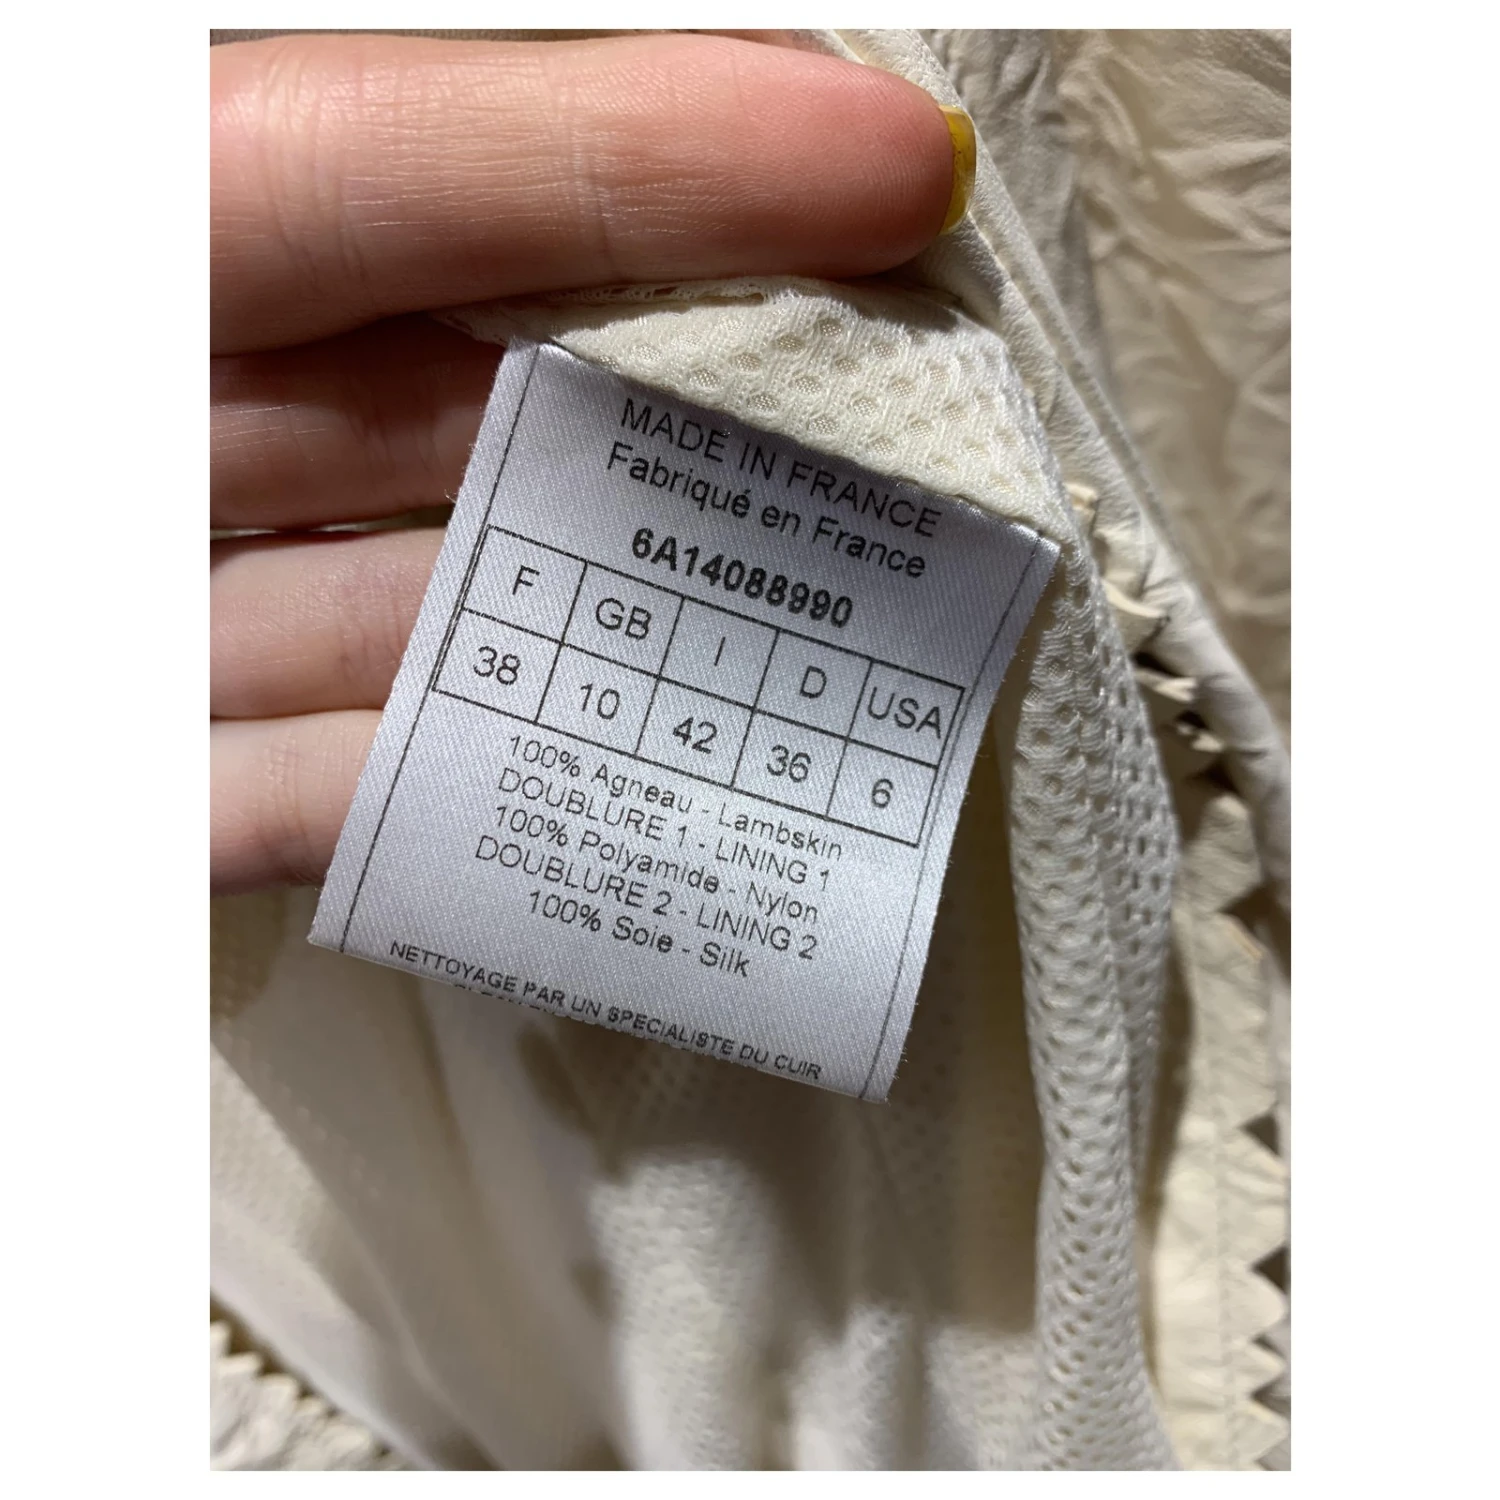 MADE IN FRANCE
Fabriqué en France
6A14088990
F GB I D USA
38 10 42 36 6
100% Agneau - Lambskin
DOUBLURE 1 - LINING 1
100% Polyamide - Nylon
DOUBLURE 2 - LINING 2
100% Soie - Silk
NETTOYAGE PAR UN SPECIALISTE DU CUIR